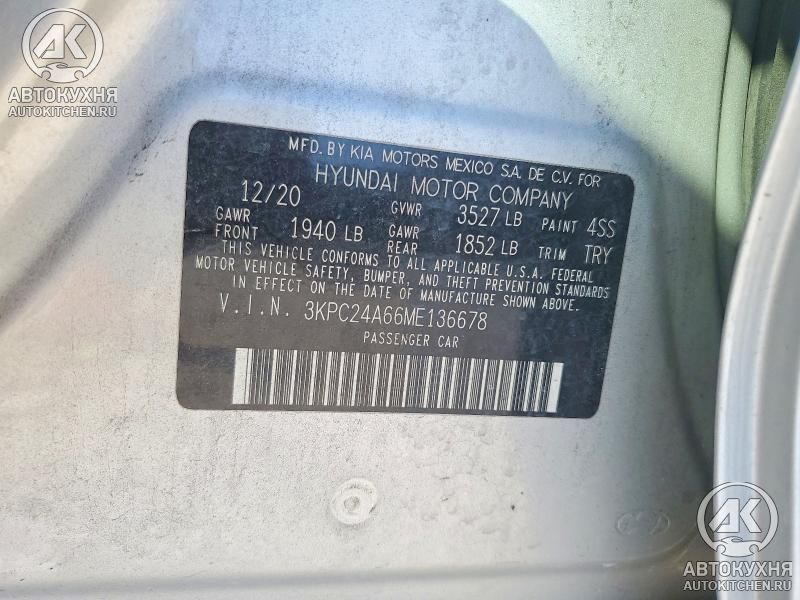 АК
АВТОКУХНЯ
AUTOKITCHEN.RU
MFD. BY KIA MOTORS MEXICO S.A. DE C.V. FOR
HYUNDAI MOTOR COMPANY
12/20 GVWR 3527 LB PAINT 4SS
GAWR FRONT 1940 LB GAWR REAR 1852 LB TRIM TRY
THIS VEHICLE CONFORMS TO ALL APPLICABLE U.S.A. FEDERAL
MOTOR VEHICLE SAFETY, BUMPER, AND THEFT PREVENTION STANDARDS
IN EFFECT ON THE DATE OF MANUFACTURE SHOWN ABOVE.
V.I.N. 3KPC24A66ME136678
PASSENGER CAR
АК
АВТОКУХНЯ
AUTOKITCHEN.RU